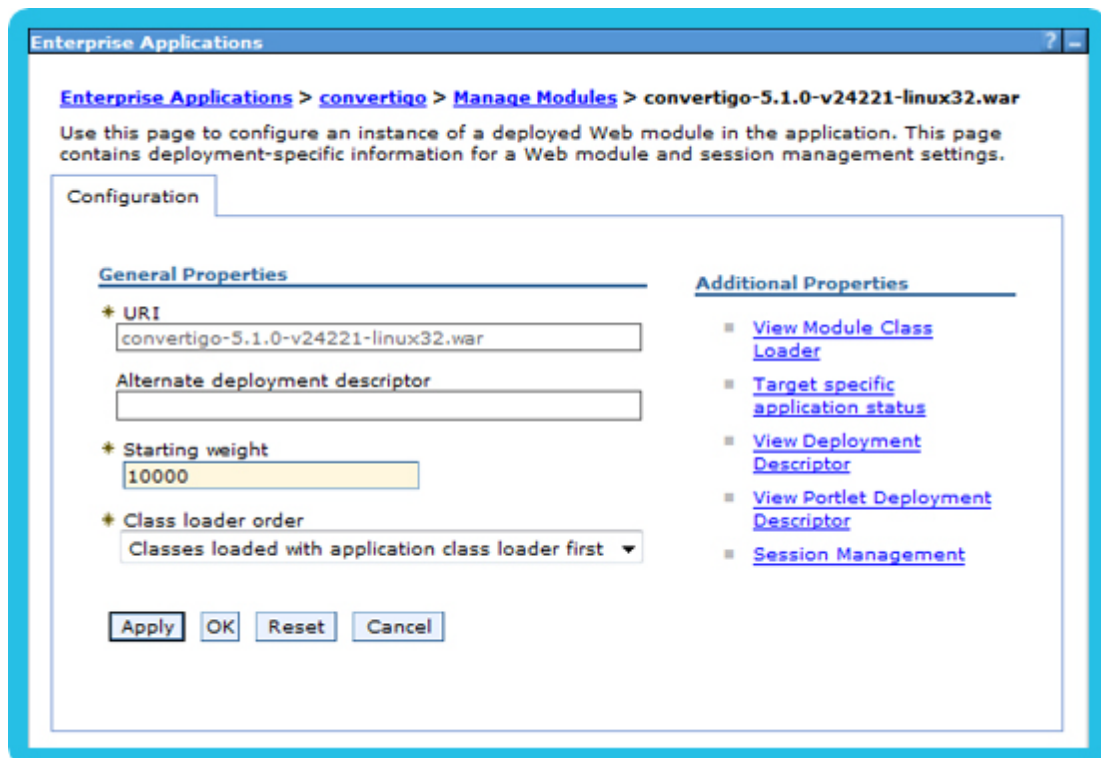 Enterprise Applications ? -
Enterprise Applications > convertigo > Manage Modules > convertigo-5.1.0-v24221-linux32.war
Use this page to configure an instance of a deployed Web module in the application. This page
contains deployment-specific information for a Web module and session management settings.
Configuration
General Properties
* URI
convertigo-5.1.0-v24221-linux32.war
Alternate deployment descriptor
* Starting weight
10000
* Class loader order
Classes loaded with application class loader first
Apply OK Reset Cancel
Additional Properties
View Module Class
Loader
Target specific
application status
View Deployment
Descriptor
View Portlet Deployment
Descriptor
Session Management